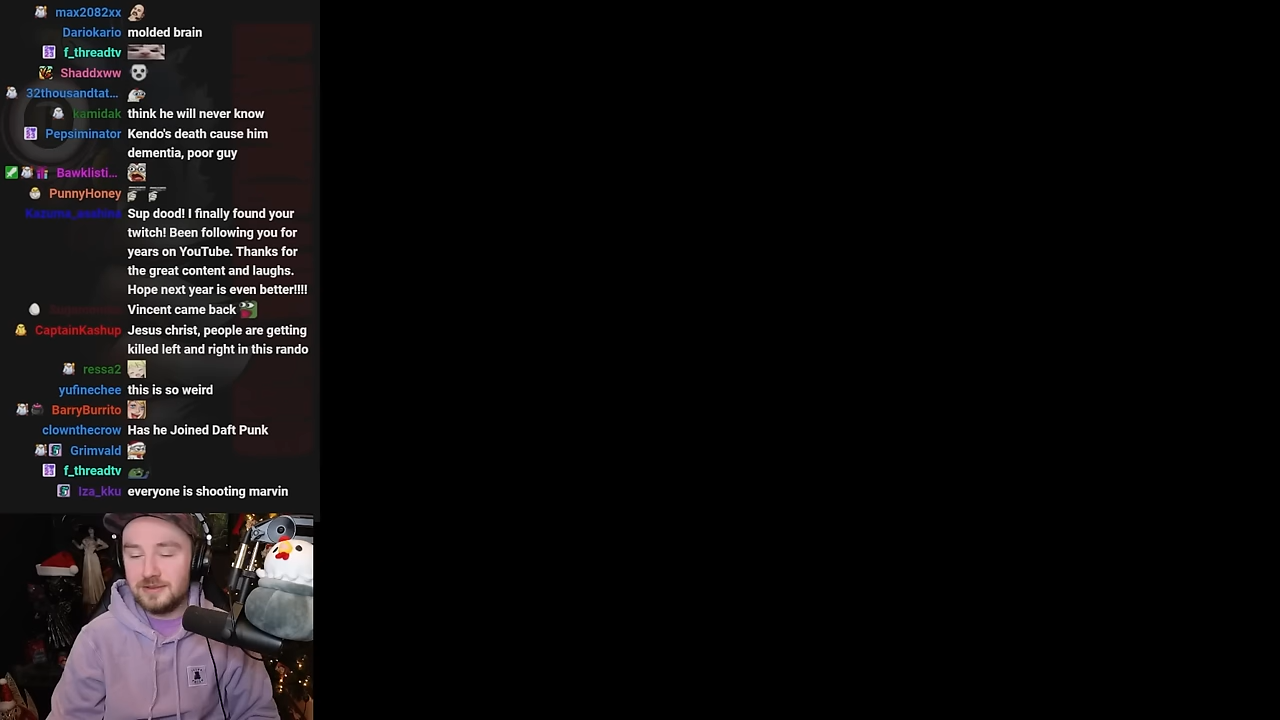 max2082xx
Dariokario molded brain
f_threadtv
Shaddxww
32thousandtat...
kamidak think he will never know
Pepsiminator Kendo's death cause him
dementia, poor guy
Bawklisti...
PunnyHoney
Kazuma_asahina Sup dood! I finally found your
twitch! Been following you for
years on YouTube. Thanks for
the great content and laughs.
Hope next year is even better!!!!
Vincent came back
CaptainKashup Jesus christ, people are getting
killed left and right in this rando
ressa2
yufinechee this is so weird
BarryBurrito
clownthecrow Has he Joined Daft Punk
Grimvald
f_threadtv
Iza_kku everyone is shooting marvin